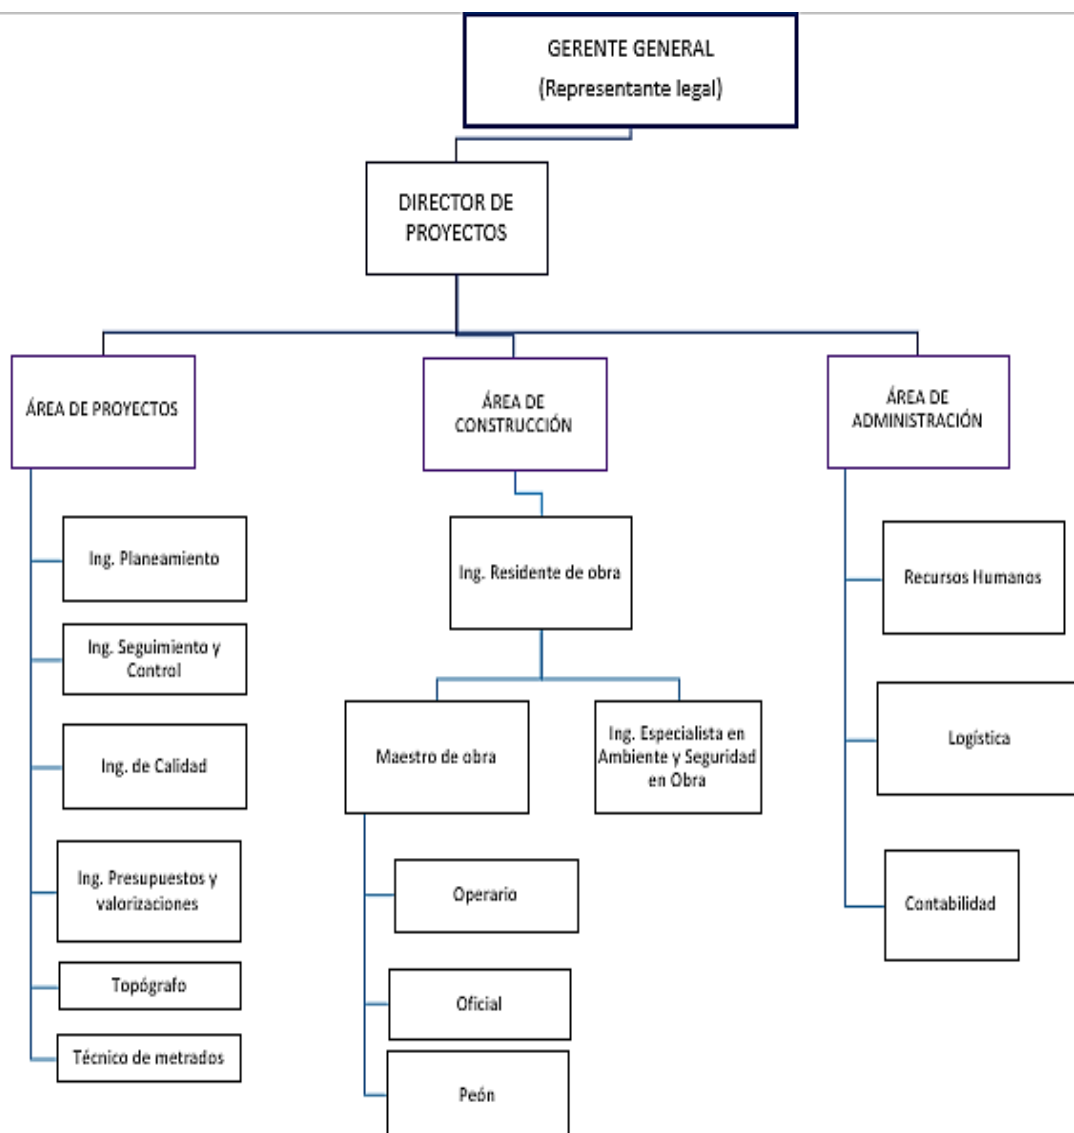 GERENTE GENERAL
(Representante legal)
DIRECTOR DE
PROYECTOS
ÁREA DE PROYECTOS
ÁREA DE
CONSTRUCCIÓN
ÁREA DE
ADMINISTRACIÓN
Ing. Planeamiento
Ing. Seguimiento y
Control
Ing. de Calidad
Ing. Presupuestos y
valorizaciones
Topógrafo
Técnico de metrados
Ing. Residente de obra
Maestro de obra
Ing. Especialista en
Ambiente y Seguridad
en Obra
Operario
Oficial
Peón
Recursos Humanos
Logística
Contabilidad